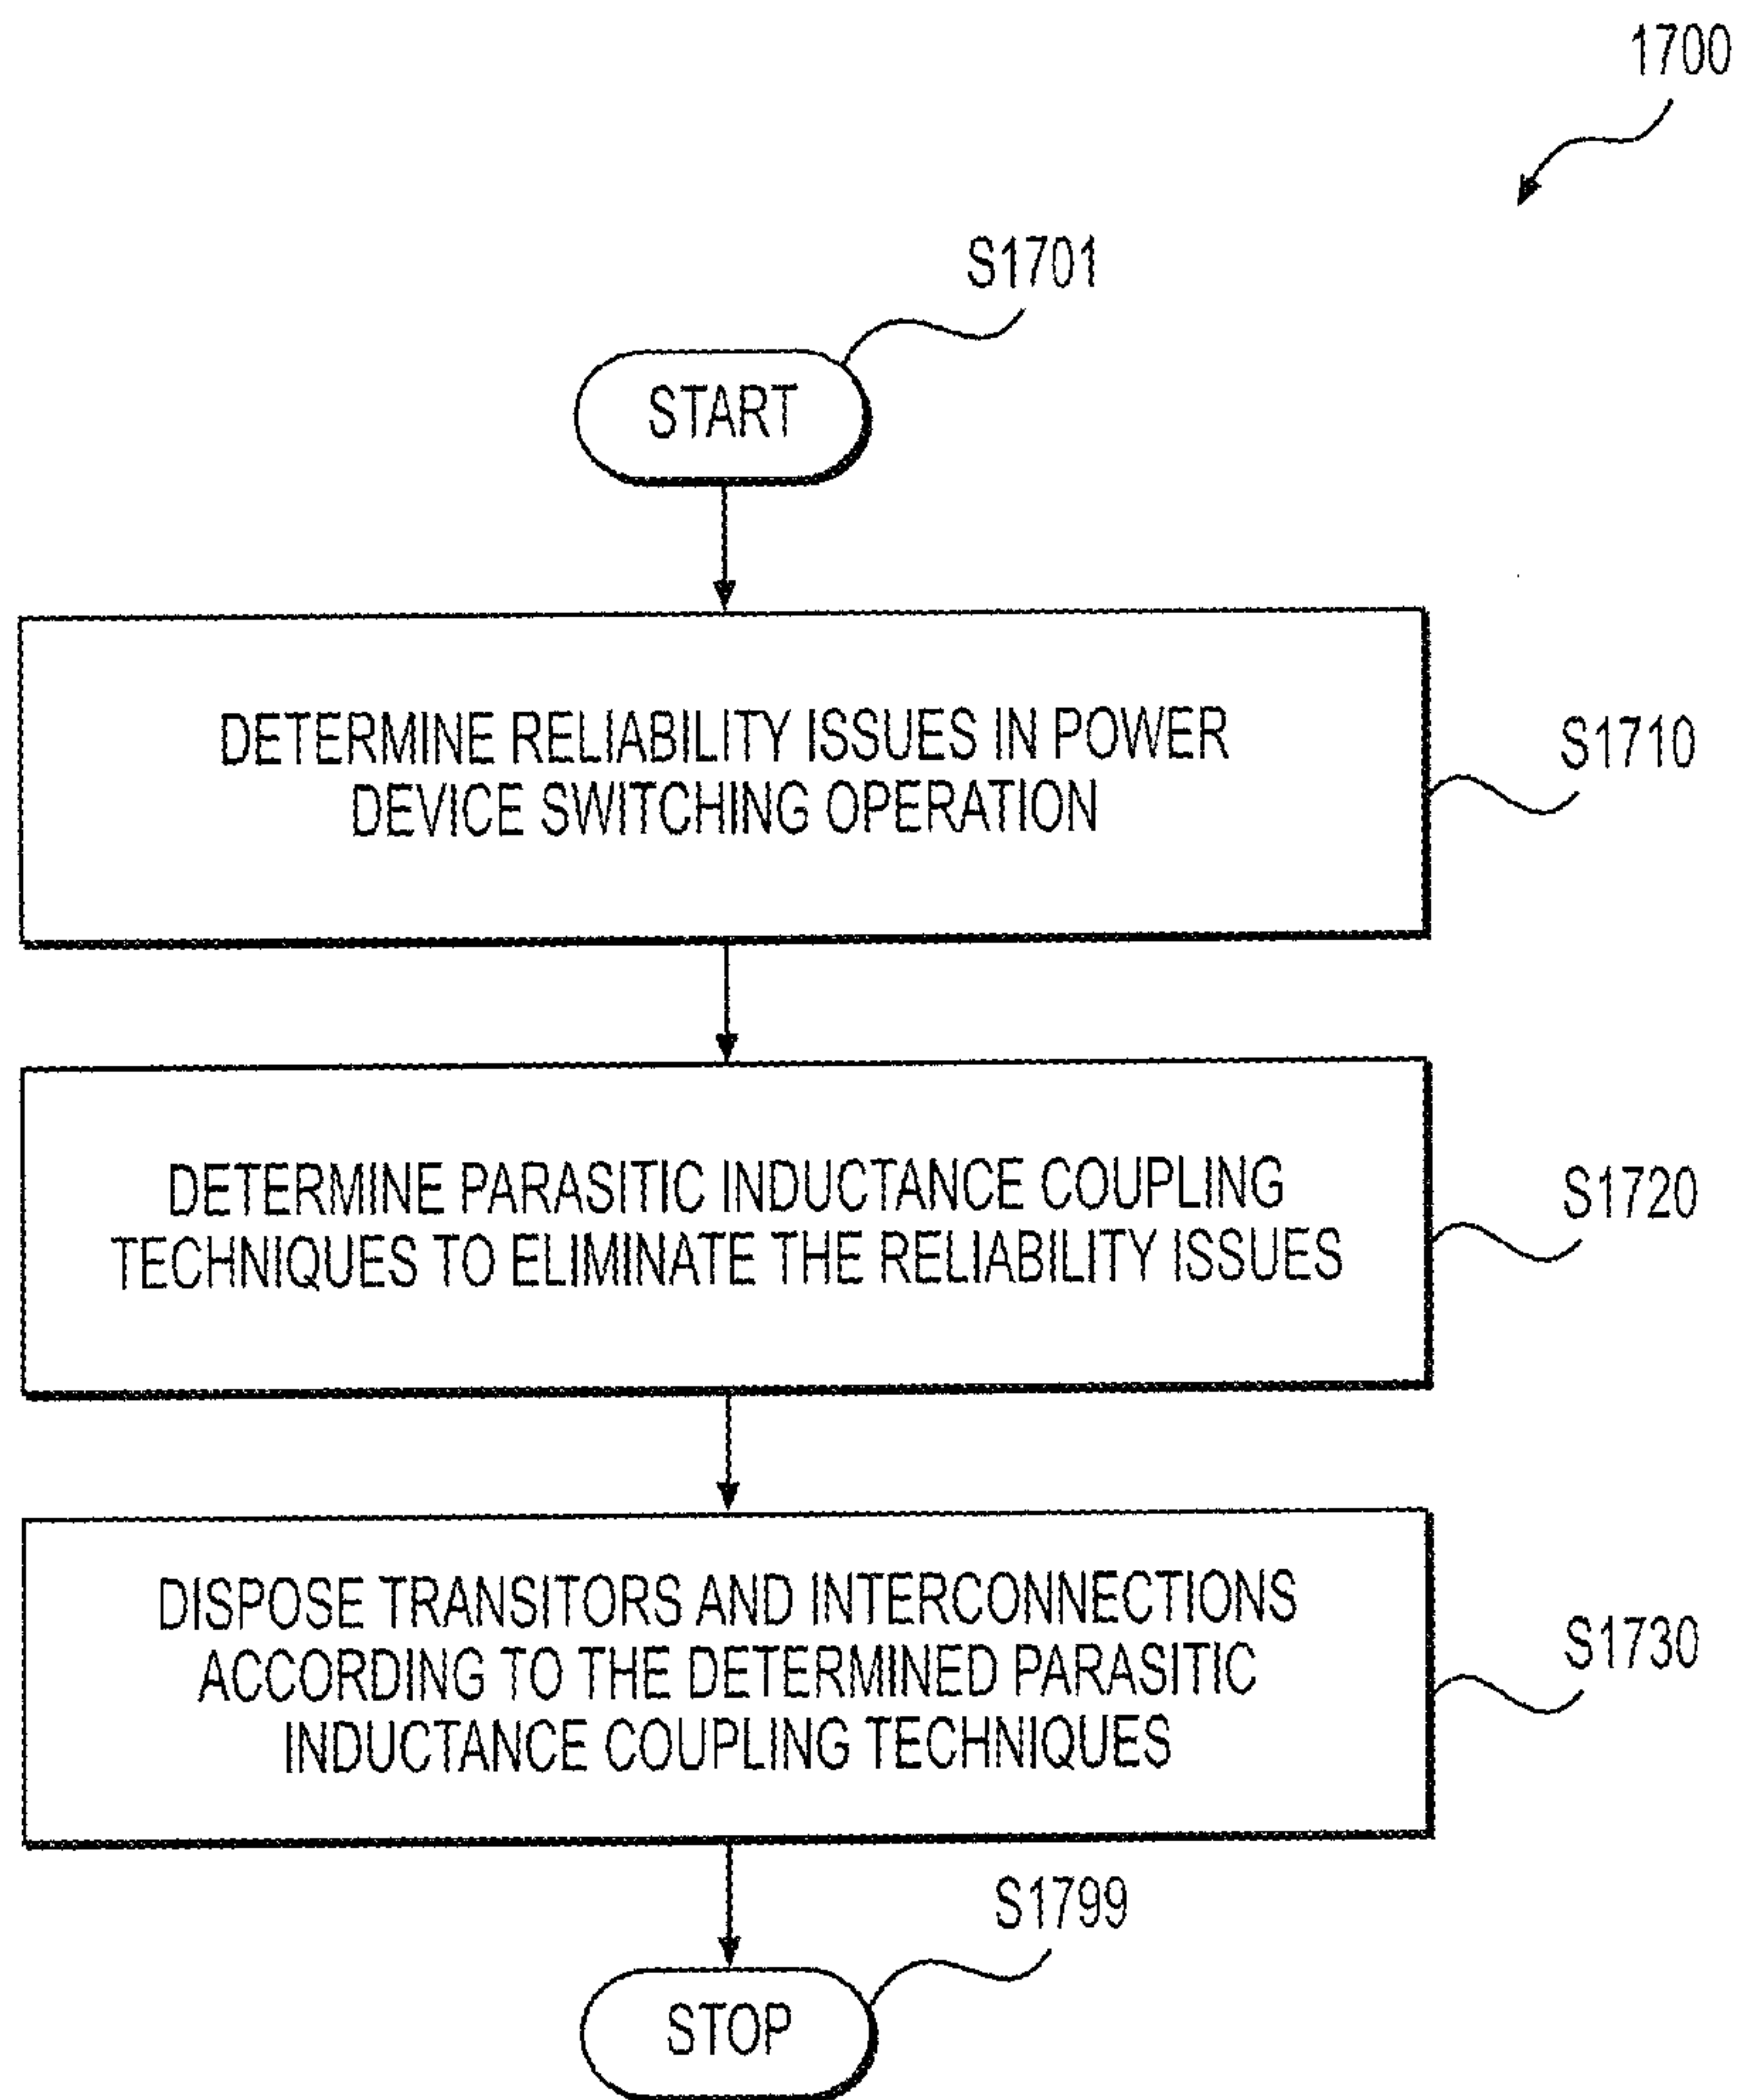 1700
S1701
START
DETERMINE RELIABILITY ISSUES IN POWER
DEVICE SWITCHING OPERATION
S1710
DETERMINE PARASITIC INDUCTANCE COUPLING
TECHNIQUES TO ELIMINATE THE RELIABILITY ISSUES
S1720
DISPOSE TRANSITORS AND INTERCONNECTIONS
ACCORDING TO THE DETERMINED PARASITIC
INDUCTANCE COUPLING TECHNIQUES
S1730
S1799
STOP